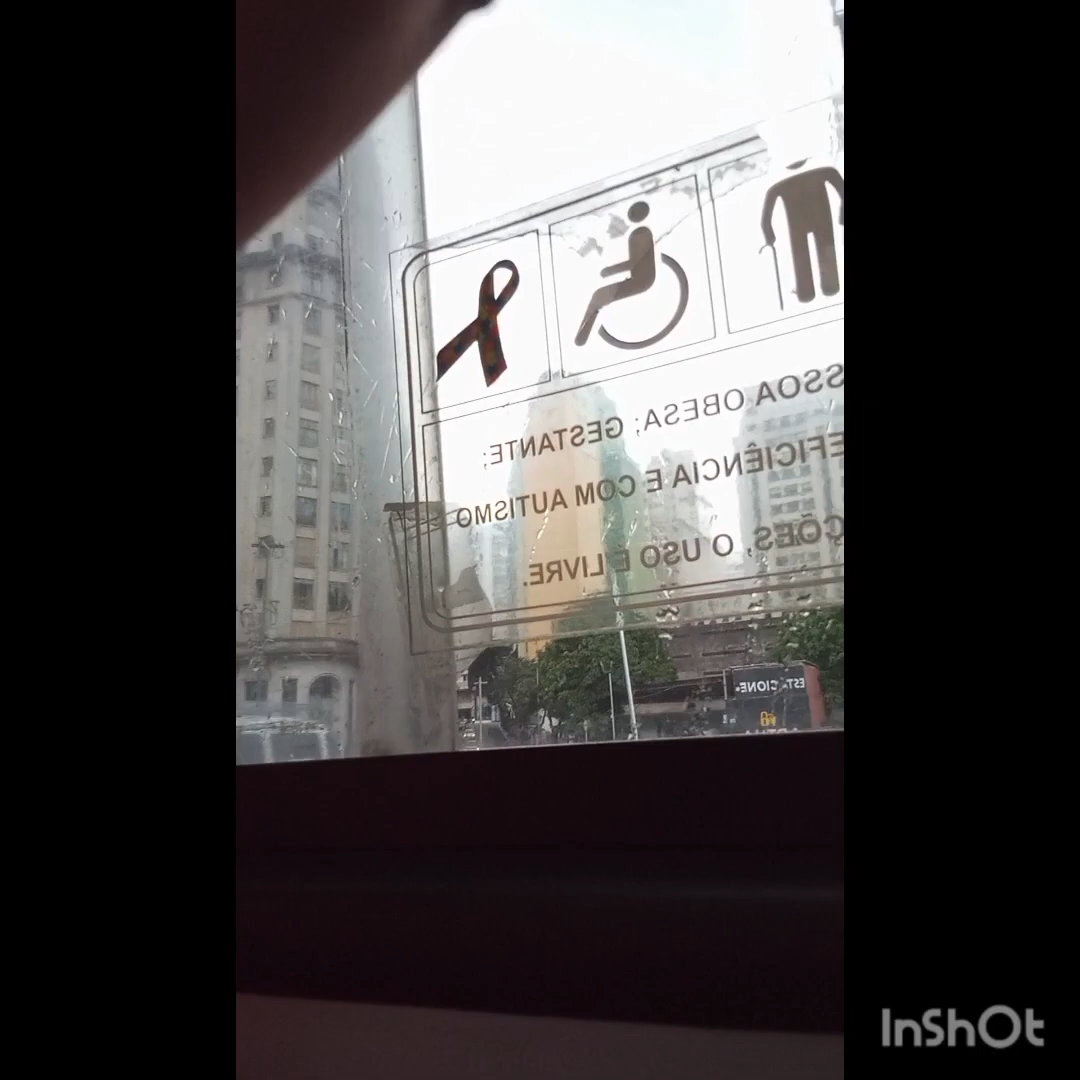 SSOA OBESA; GESTANTE;
EFICIÊNCIA E COM AUTISMO
ÇÕES, O USO É LIVRE.
ESTACIONE.
InShOt